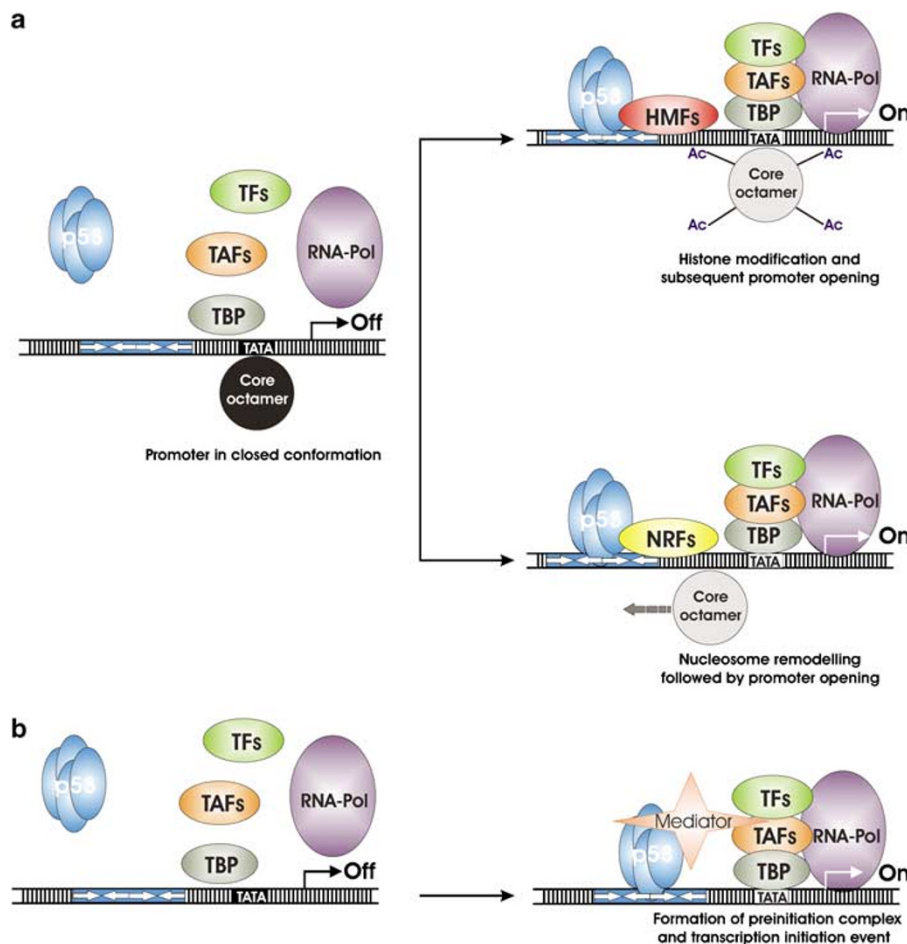 a
p53
HMFs
TFs
TAFs
TBP
TATA
RNA-Pol
On
Ac
Ac
Core
octamer
Ac
Ac
Histone modification and
subsequent promoter opening
p53
TFs
TAFs
TBP
RNA-Pol
Off
TATA
Core
octamer
Promoter in closed conformation
p53
NRFs
TFs
TAFs
TBP
TATA
RNA-Pol
On
Core
octamer
Nucleosome remodelling
followed by promoter opening
b
p53
TFs
TAFs
TBP
RNA-Pol
Off
TATA
Mediator
p53
TFs
TAFs
TBP
TATA
RNA-Pol
On
Formation of preinitiation complex
and transcription initiation event